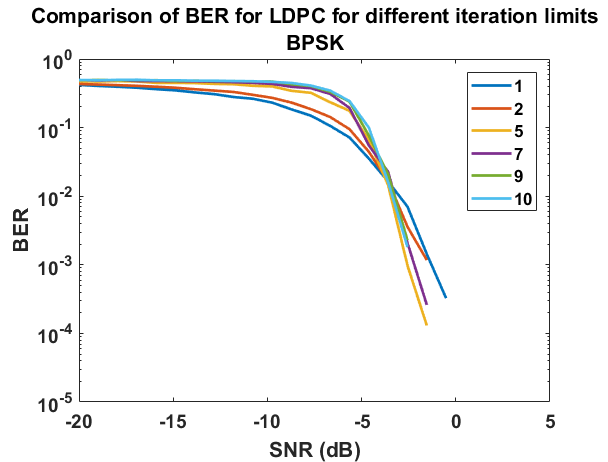 Comparison of BER for LDPC for different iteration limits
BPSK
10^0
10^-1
10^-2
10^-3
10^-4
10^-5
BER
1
2
5
7
9
10
-20 -15 -10 -5 0 5
SNR (dB)